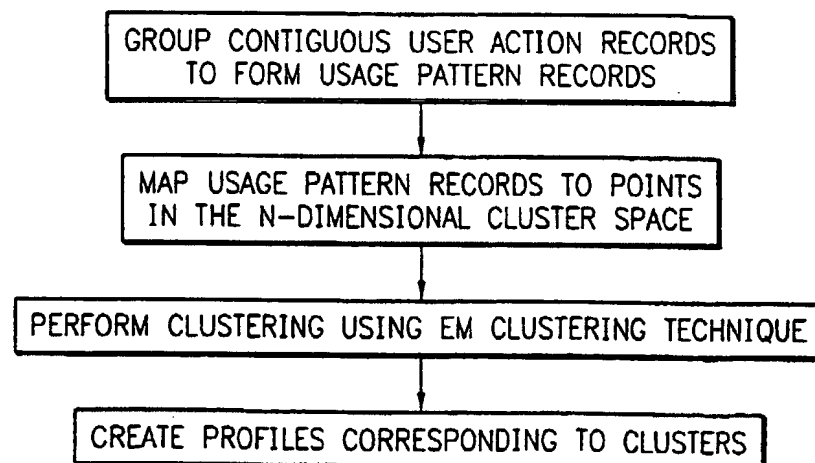 GROUP CONTIGUOUS USER ACTION RECORDS
TO FORM USAGE PATTERN RECORDS
MAP USAGE PATTERN RECORDS TO POINTS
IN THE N-DIMENSIONAL CLUSTER SPACE
PERFORM CLUSTERING USING EM CLUSTERING TECHNIQUE
CREATE PROFILES CORRESPONDING TO CLUSTERS